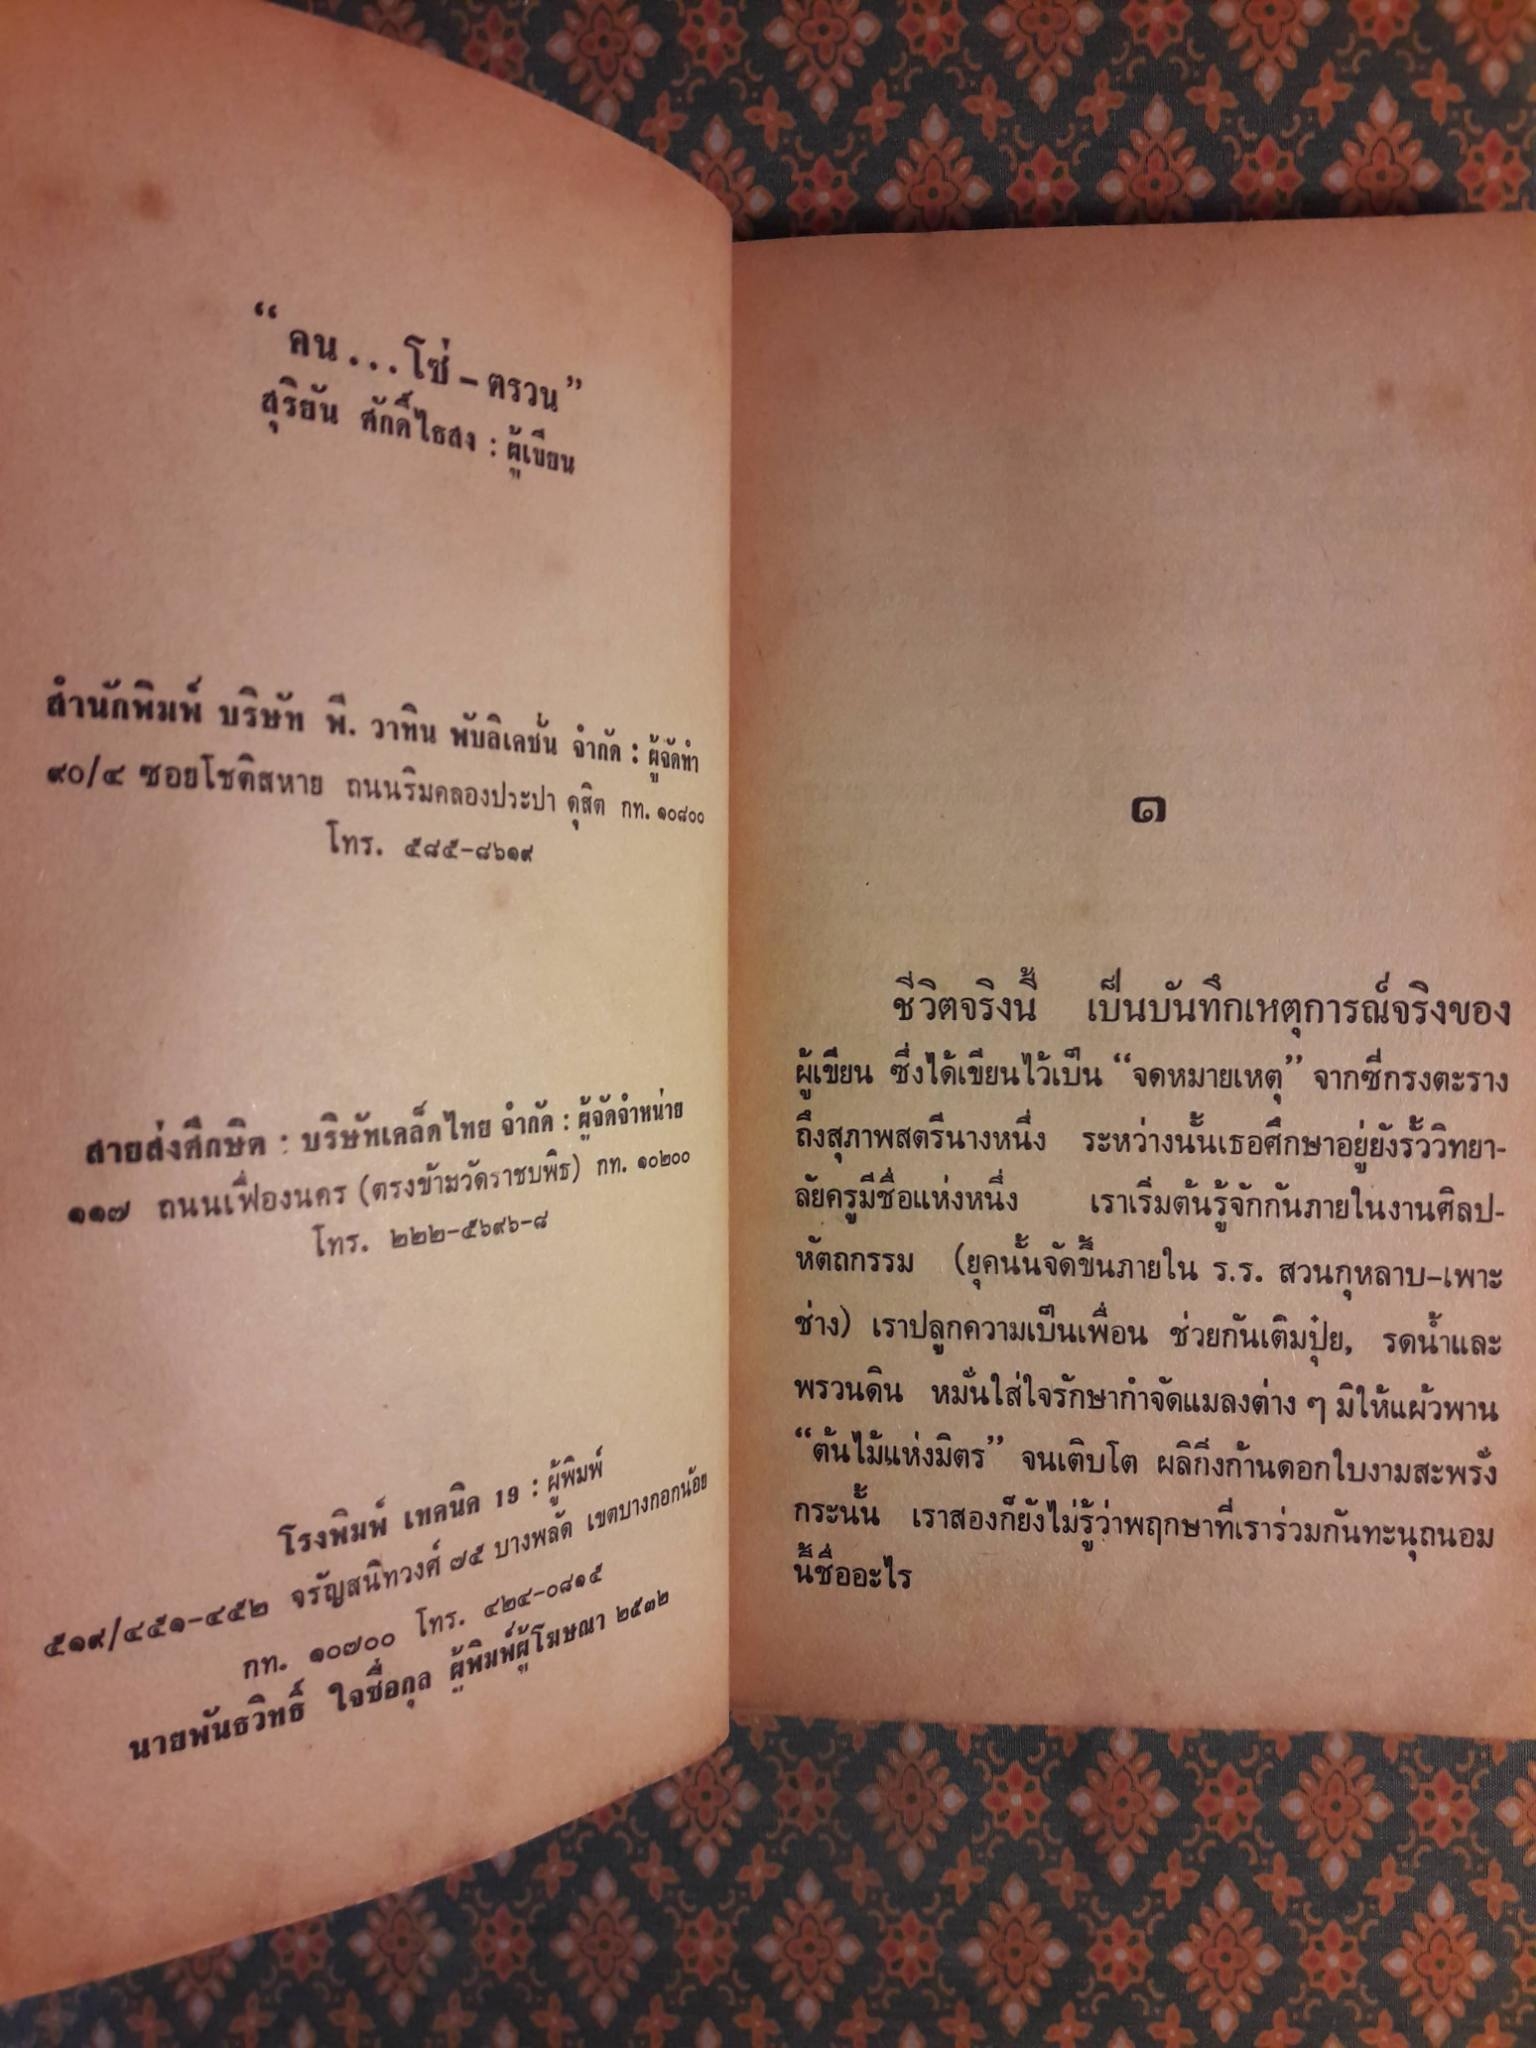 “ คน...โซ่ - ตรวน”
สุริยัน ศักดิ์ไธสง : ผู้เขียน
สำนักพิมพ์ บริษัท พี. วาทิน พับลิเคชั่น จำกัด : ผู้จัดทำ
๙๐/๔ ซอยโชติสหาย ถนนริมคลองประปา ดุสิต กท. ๑๐๘๐๐
โทร. ๕๘๕-๘๖๑๙
สายส่งศึกษิต : บริษัทเคล็ดไทย จำกัด : ผู้จัดจำหน่าย
๑๑๗ ถนนเฟื่องนคร (ตรงข้ามวัดราชบพิธ) กท. ๑๐๒๐๐
โทร. ๒๒๒-๕๖๙๖-๘
โรงพิมพ์ เทคนิค 19 : ผู้พิมพ์
๕๑๙/๔๕๑-๔๕๒ จรัญสนิทวงศ์ ๗๕ บางพลัด เขตบางกอกน้อย
กท. ๑๐๗๐๐ โทร. ๔๒๔-๐๘๑๕
นายพันธวิทธิ์ ใจซื่อกุล ผู้พิมพ์ผู้โฆษณา ๒๕๓๒
๑
ชีวิตจริงนี้ เป็นบันทึกเหตุการณ์จริงของ
ผู้เขียน ซึ่งได้เขียนไว้เป็น “จดหมายเหตุ” จากซี่กรงตะราง
ถึงสุภาพสตรีนางหนึ่ง ระหว่างนั้นเธอศึกษาอยู่ยังรั้ววิทยา-
ลัยครูมีชื่อแห่งหนึ่ง เราเริ่มต้นรู้จักกันภายในงานศิลป-
หัตถกรรม (ยุคนั้นจัดขึ้นภายใน ร.ร. สวนกุหลาบ-เพาะ
ช่าง) เราปลูกความเป็นเพื่อน ช่วยกันเติมปุ๋ย, รดน้ำและ
พรวนดิน หมั่นใส่ใจรักษากำจัดแมลงต่าง ๆ มิให้แผ้วพาน
“ต้นไม้แห่งมิตร” จนเติบโต ผลิกิ่งก้านดอกใบงามสะพรั่ง
กระนั้น เราสองก็ยังไม่รู้ว่าพฤกษาที่เราร่วมกันทะนุถนอม
นี้ชื่ออะไร